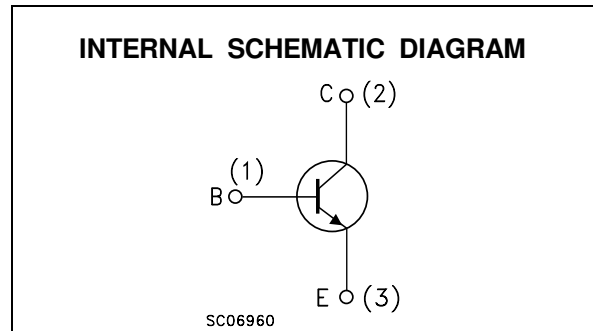 INTERNAL SCHEMATIC DIAGRAM
C (2)
(1)
B
E (3)
SC06960